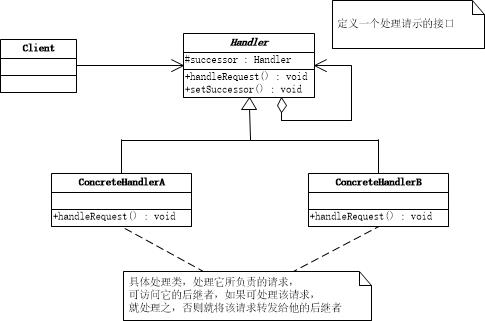 定义一个处理请示的接口
Client
Handler
#successor : Handler
+handleRequest() : void
+setSuccessor() : void
ConcreteHandlerA
+handleRequest() : void
ConcreteHandlerB
+handleRequest() : void
具体处理类，处理它所负责的请求，
可访问它的后继者，如果可处理该请求，
就处理之，否则就将该请求转发给他的后继者